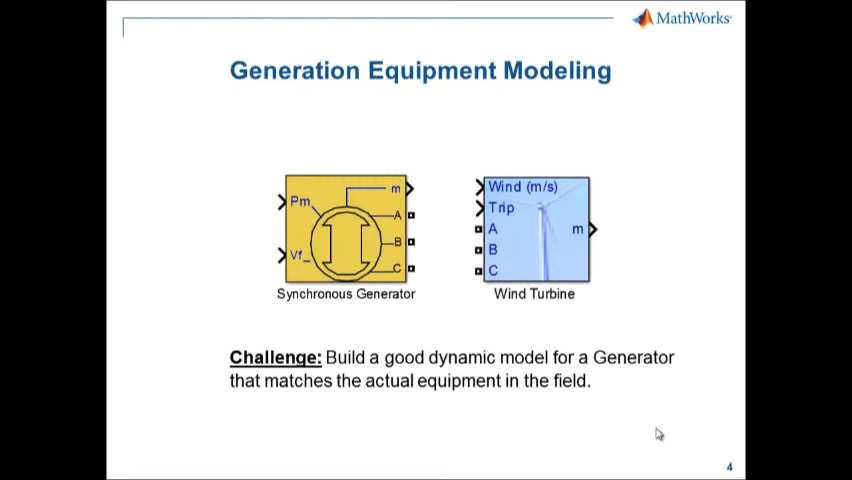 MathWorks®
Generation Equipment Modeling
Pm
Vf_
m
A
B
C
Synchronous Generator
Wind (m/s)
Trip
A
B
C
m
Wind Turbine
Challenge: Build a good dynamic model for a Generator
that matches the actual equipment in the field.
4